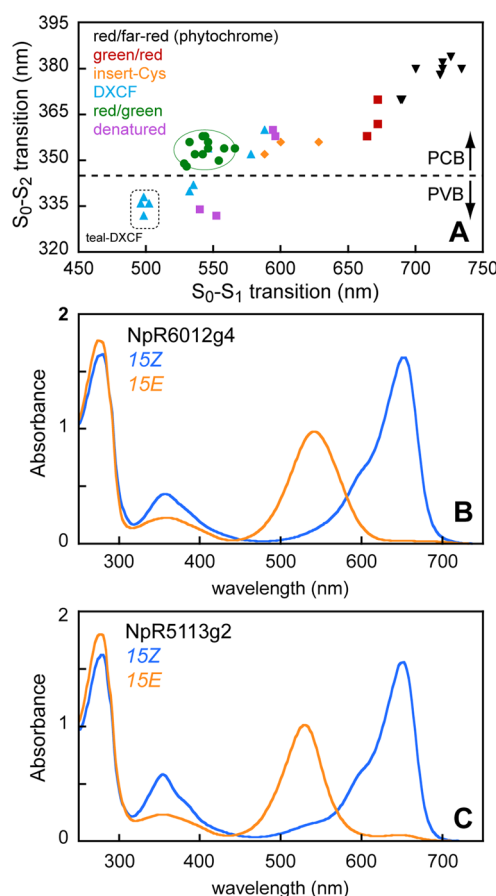 S₀-S₂ transition (nm)
395
380
365
350
335
320
red/far-red (phytochrome)
green/red
insert-Cys
DXCF
red/green
denatured
PCB
PVB
teal-DXCF
A
450 500 550 600 650 700 750
S₀-S₁ transition (nm)
Absorbance
2
1
0
NpR6012g4
15Z
15E
B
300 400 500 600 700
wavelength (nm)
Absorbance
2
1
0
NpR5113g2
15Z
15E
C
300 400 500 600 700
wavelength (nm)